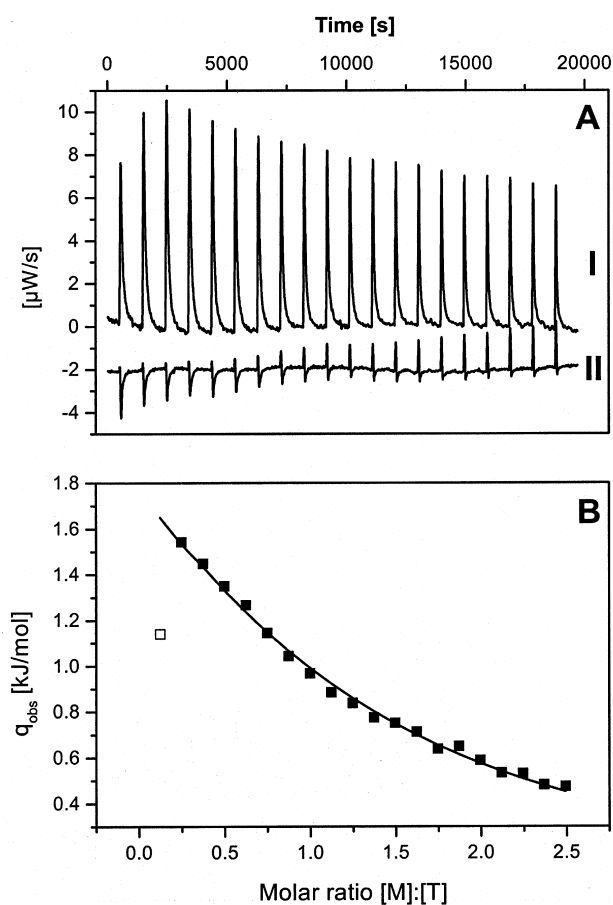 Time [s]
0 5000 10000 15000 20000
A
10
8
6
4
2
0
-2
-4
[µW/s]
I
II
B
1.8
1.6
1.4
1.2
1.0
0.8
0.6
0.4
q_obs [kJ/mol]
0.0 0.5 1.0 1.5 2.0 2.5
Molar ratio [M]:[T]